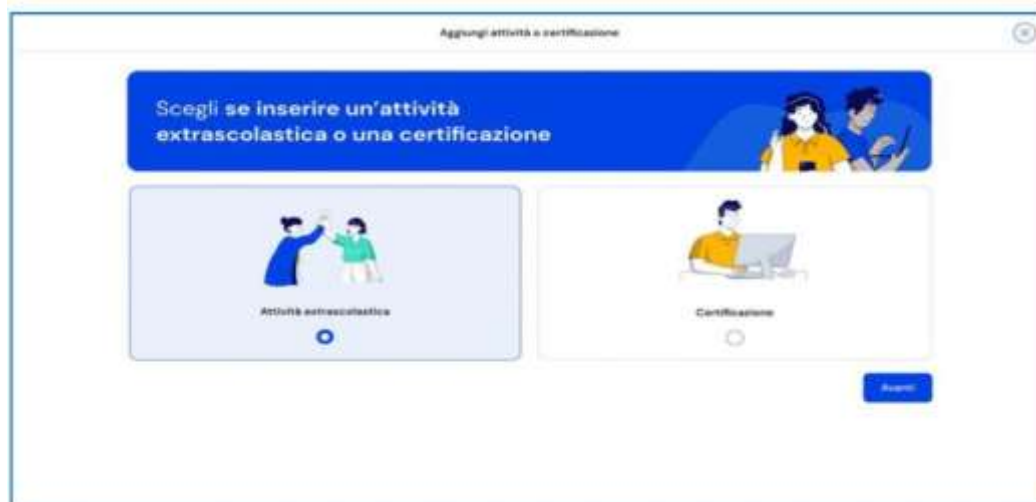 Aggiungi attività o certificazione
Scegli se inserire un'attività
extrascolastica o una certificazione
Attività extrascolastica
Certificazione
Avanti